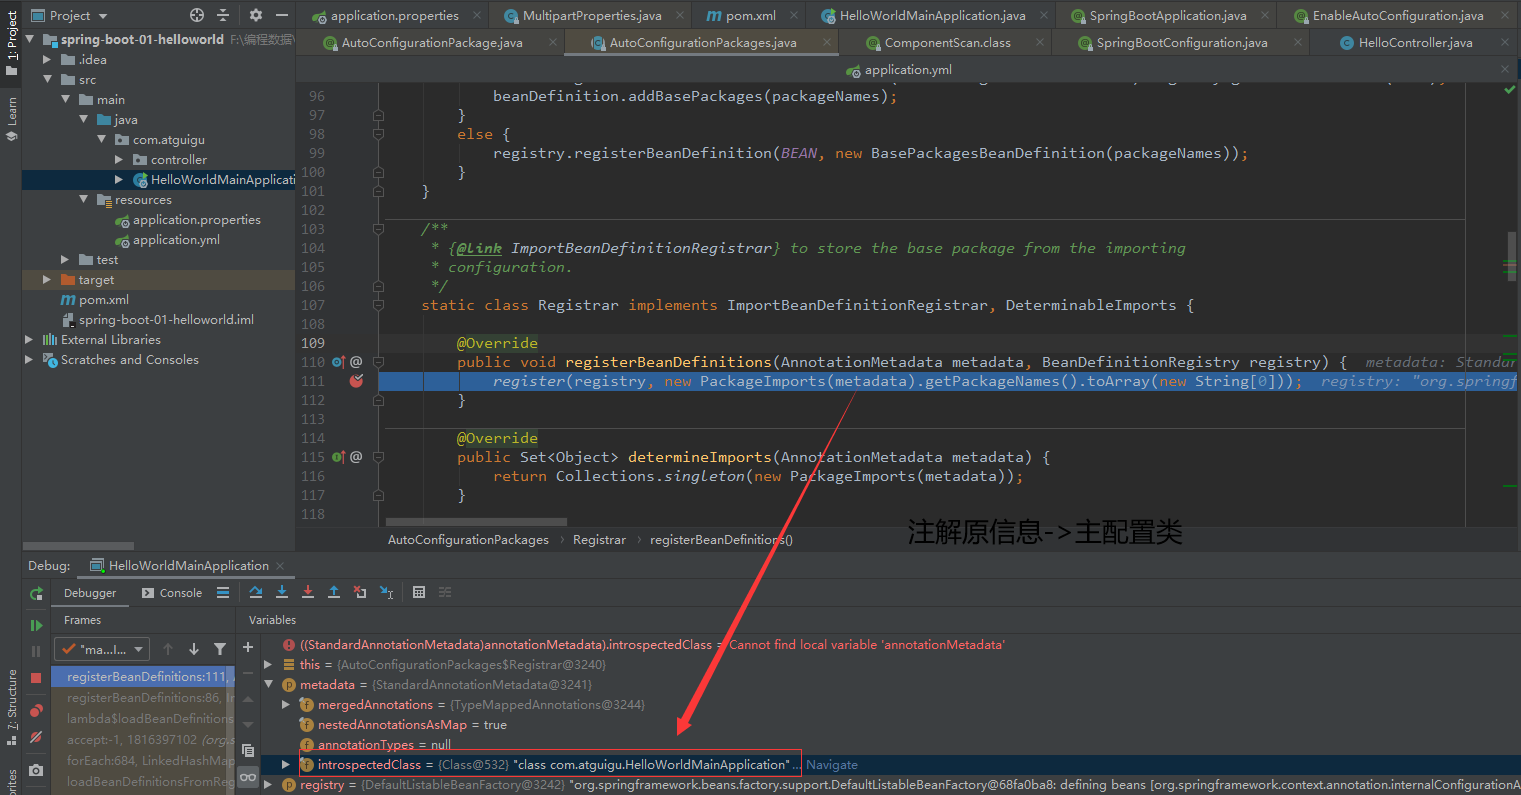 Project
application.properties
MultipartProperties.java
pom.xml
HelloWorldMainApplication.java
SpringBootApplication.java
EnableAutoConfiguration.java
AutoConfigurationPackage.java
AutoConfigurationPackages.java
ComponentScan.class
SpringBootConfiguration.java
HelloController.java
application.yml
1: Project
Learn
7: Structure
spring-boot-01-helloworld F:\编程数据\
.idea
src
main
java
com.atguigu
controller
HelloWorldMainApplicati
resources
application.properties
application.yml
test
target
pom.xml
spring-boot-01-helloworld.iml
External Libraries
Scratches and Consoles
96 beanDefinition.addBasePackages(packageNames);
97 }
98 else {
99 registry.registerBeanDefinition(BEAN, new BasePackagesBeanDefinition(packageNames));
100 }
101 }
102
103 /**
104 * {@link ImportBeanDefinitionRegistrar} to store the base package from the importing
105 * configuration.
106 */
107 static class Registrar implements ImportBeanDefinitionRegistrar, DeterminableImports {
108
109 @Override
110 @ public void registerBeanDefinitions(AnnotationMetadata metadata, BeanDefinitionRegistry registry) { metadata: Standar
111 register(registry, new PackageImports(metadata).getPackageNames().toArray(new String[0])); registry: "org.springf
112 }
113
114 @Override
115 @ public Set<Object> determineImports(AnnotationMetadata metadata) {
116 return Collections.singleton(new PackageImports(metadata));
117 }
118
注解原信息->主配置类
AutoConfigurationPackages › Registrar › registerBeanDefinitions()
Debug: HelloWorldMainApplication
Debugger Console
Frames
Variables
"ma...I...
registerBeanDefinitions:111,
registerBeanDefinitions:86, Im
lambda$loadBeanDefinitions
accept:-1, 1816397102 (org.s
forEach:684, LinkedHashMap
loadBeanDefinitionsFromReg
((StandardAnnotationMetadata)annotationMetadata).introspectedClass = Cannot find local variable 'annotationMetadata'
this = {AutoConfigurationPackages$Registrar@3240}
metadata = {StandardAnnotationMetadata@3241}
mergedAnnotations = {TypeMappedAnnotations@3244}
nestedAnnotationsAsMap = true
annotationTypes = null
introspectedClass = {Class@532} "class com.atguigu.HelloWorldMainApplication"... Navigate
registry = {DefaultListableBeanFactory@3242} "org.springframework.beans.factory.support.DefaultListableBeanFactory@68fa0ba8: defining beans [org.springframework.context.annotation.internalConfigurationA